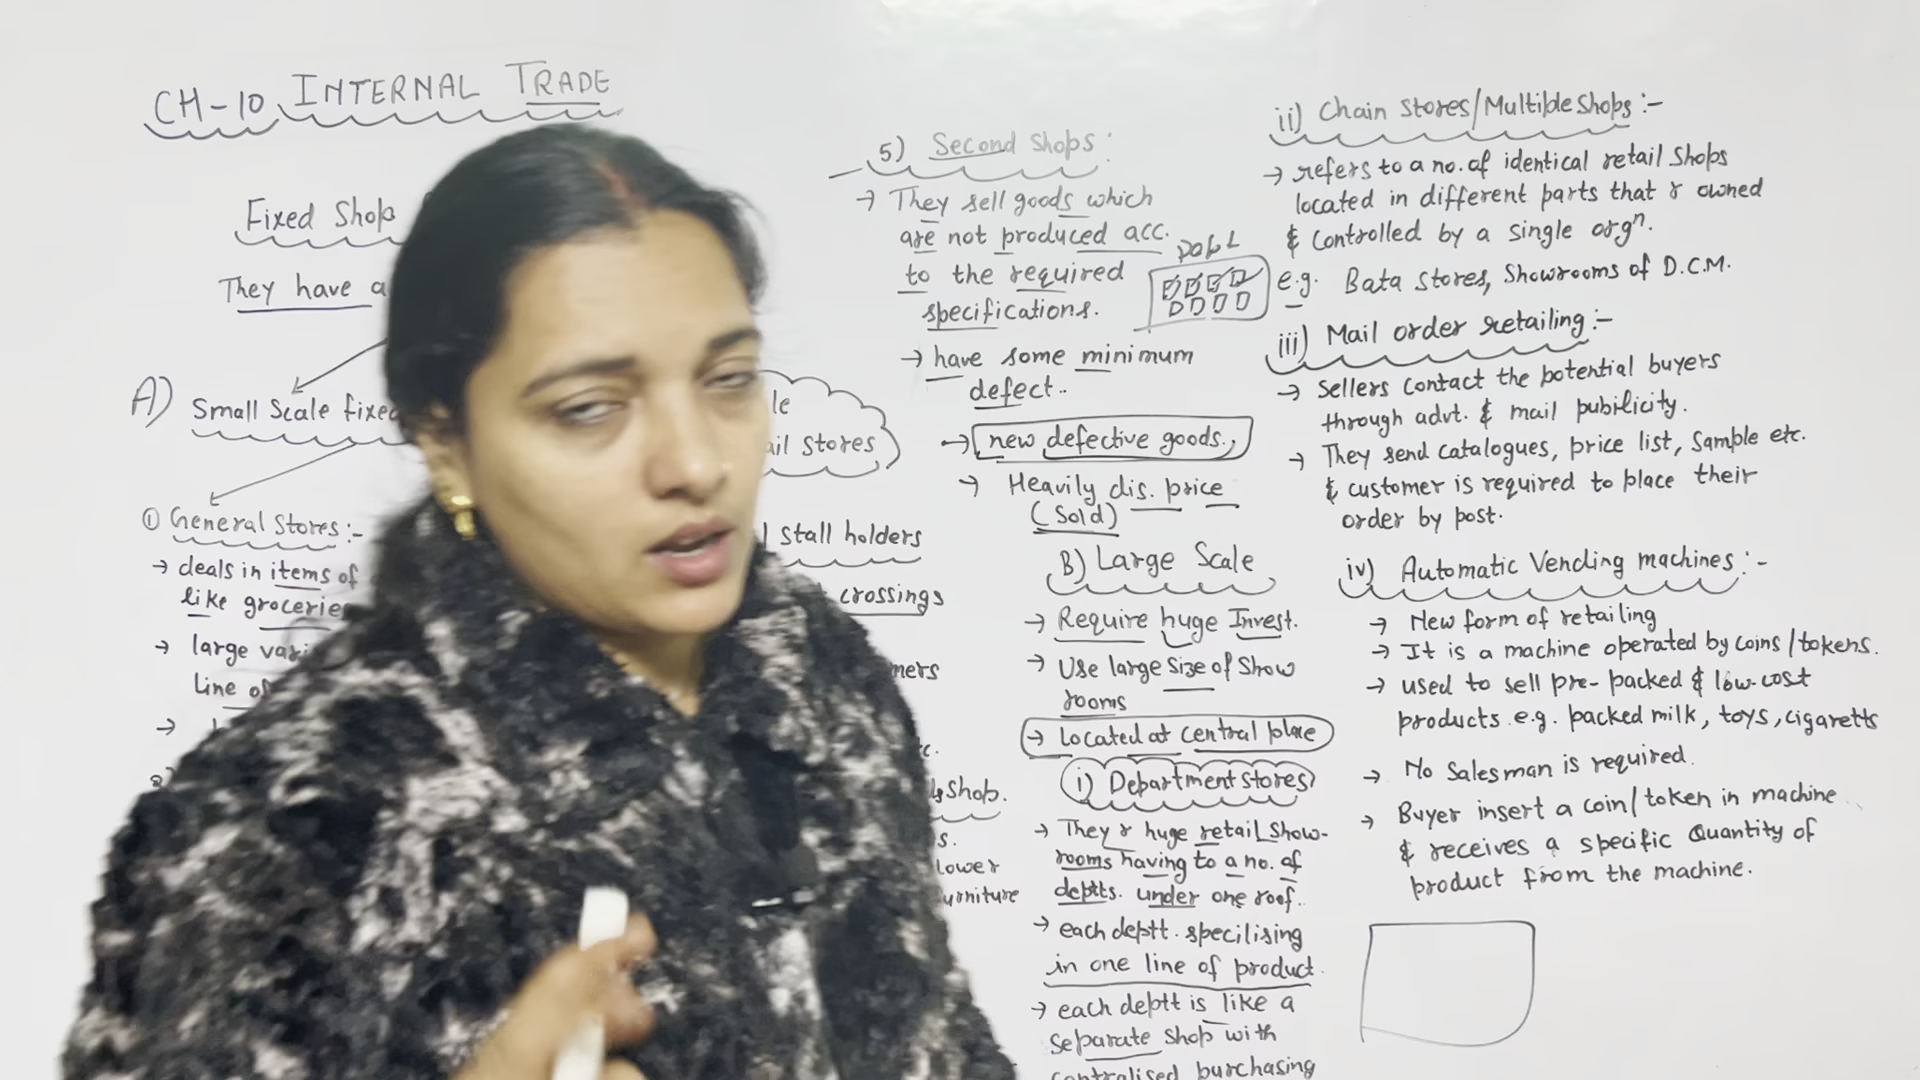 CH-10 INTERNAL TRADE
Fixed Shop
They have a
A) Small Scale fixed
ail stores
① General Stores:-
→ deals in items of
like groceries
→ large vari
Line of
stall holders
crossings
shop.
lower
urniture
5) Second Shops:
→ They sell goods which
are not produced acc.
to the required
specifications.
→ have some minimum
defect..
→ new defective goods.
→ Heavily dis. price
(Sold)
B) Large Scale
→ Require huge Invest.
→ Use large size of Show
rooms
→ Located at central place
i) Department stores
→ They r huge retail Show-
rooms having to a no. of
deptts. under one roof.
→ each deptt. specilising
in one line of product.
→ each deptt is like a
separate shop with
centralised purchasing
ii) Chain Stores/Multiple Shops:-
→ refers to a no. of identical retail Shops
located in different parts that r owned
& controlled by a single orgⁿ.
e.g. Bata Stores, Showrooms of D.C.M.
iii) Mail order retailing:-
→ Sellers contact the potential buyers
through advt. & mail pubilicity.
→ They send catalogues, price list, Sample etc.
& customer is required to place their
order by post.
iv) Automatic Vending machines:-
→ New form of retailing
→ It is a machine operated by coins/tokens.
→ used to sell pre-packed & low-cost
products e.g. packed milk, toys, cigaretts
→ No Salesman is required.
→ Buyer insert a coin/token in machine
& receives a specific Quantity of
product from the machine.